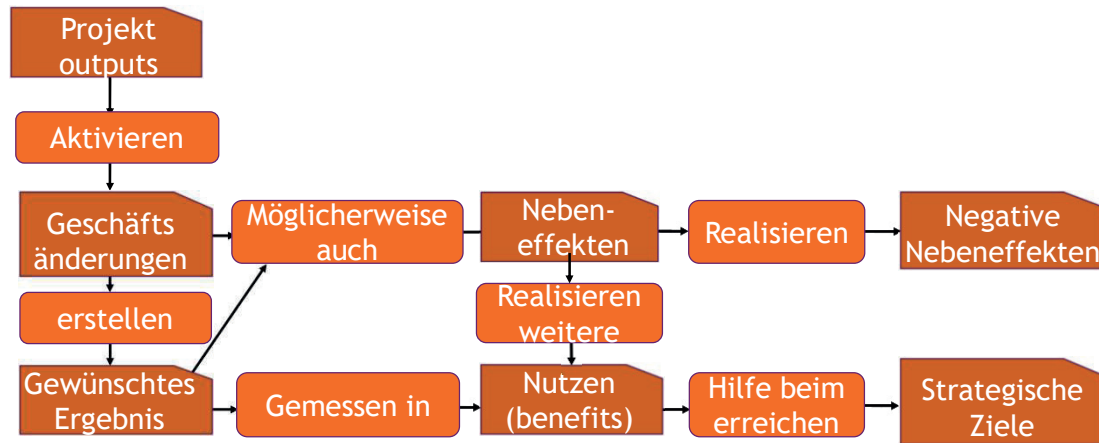 Projekt
outputs
Aktivieren
Geschäfts
änderungen
Möglicherweise
auch
Neben-
effekten
Realisieren
Negative
Nebeneffekten
erstellen
Realisieren
weitere
Gewünschtes
Ergebnis
Gemessen in
Nutzen
(benefits)
Hilfe beim
erreichen
Strategische
Ziele